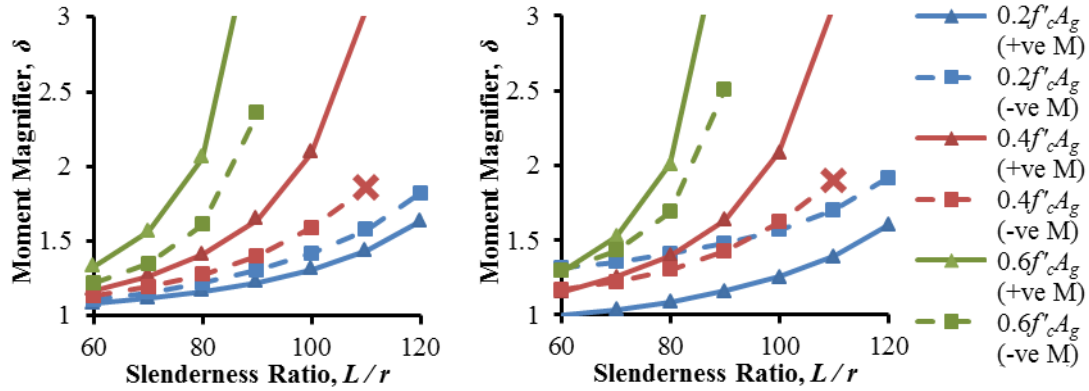 3
2.5
2
1.5
1
60
80
100
120
Moment Magnifier, δ
Slenderness Ratio, L / r
3
2.5
2
1.5
1
60
80
100
120
Moment Magnifier, δ
Slenderness Ratio, L / r
0.2f'cAg
(+ve M)
0.2f'cAg
(-ve M)
0.4f'cAg
(+ve M)
0.4f'cAg
(-ve M)
0.6f'cAg
(+ve M)
0.6f'cAg
(-ve M)